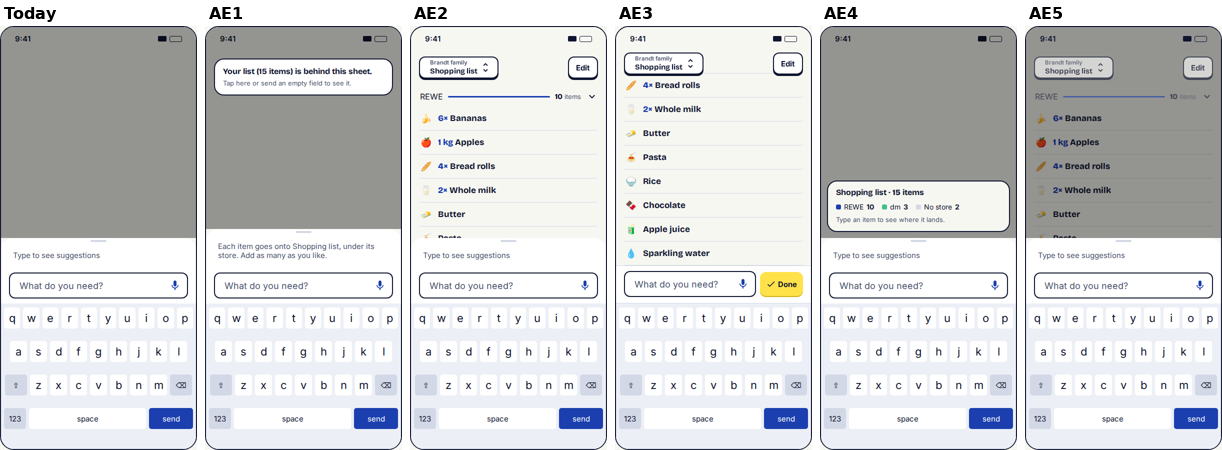 Today
9:41
Type to see suggestions
What do you need?
q w e r t y u i o p
a s d f g h j k l
z x c v b n m
123 space send
AE1
9:41
Your list (15 items) is behind this sheet.
Tap here or send an empty field to see it.
Each item goes onto Shopping list, under its
store. Add as many as you like.
What do you need?
q w e r t y u i o p
a s d f g h j k l
z x c v b n m
123 space send
AE2
9:41
Brandt family
Shopping list
Edit
REWE 10 items
6× Bananas
1 kg Apples
4× Bread rolls
2× Whole milk
Butter
Pasta
Type to see suggestions
What do you need?
q w e r t y u i o p
a s d f g h j k l
z x c v b n m
123 space send
AE3
9:41
Brandt family
Shopping list
Edit
4× Bread rolls
2× Whole milk
Butter
Pasta
Rice
Chocolate
Apple juice
Sparkling water
What do you need?
Done
q w e r t y u i o p
a s d f g h j k l
z x c v b n m
123 space send
AE4
9:41
Shopping list · 15 items
REWE 10 dm 3 No store 2
Type an item to see where it lands.
Type to see suggestions
What do you need?
q w e r t y u i o p
a s d f g h j k l
z x c v b n m
123 space send
AE5
9:41
Brandt family
Shopping list
Edit
REWE 10 items
6× Bananas
1 kg Apples
4× Bread rolls
2× Whole milk
Butter
Pasta
Type to see suggestions
What do you need?
q w e r t y u i o p
a s d f g h j k l
z x c v b n m
123 space send